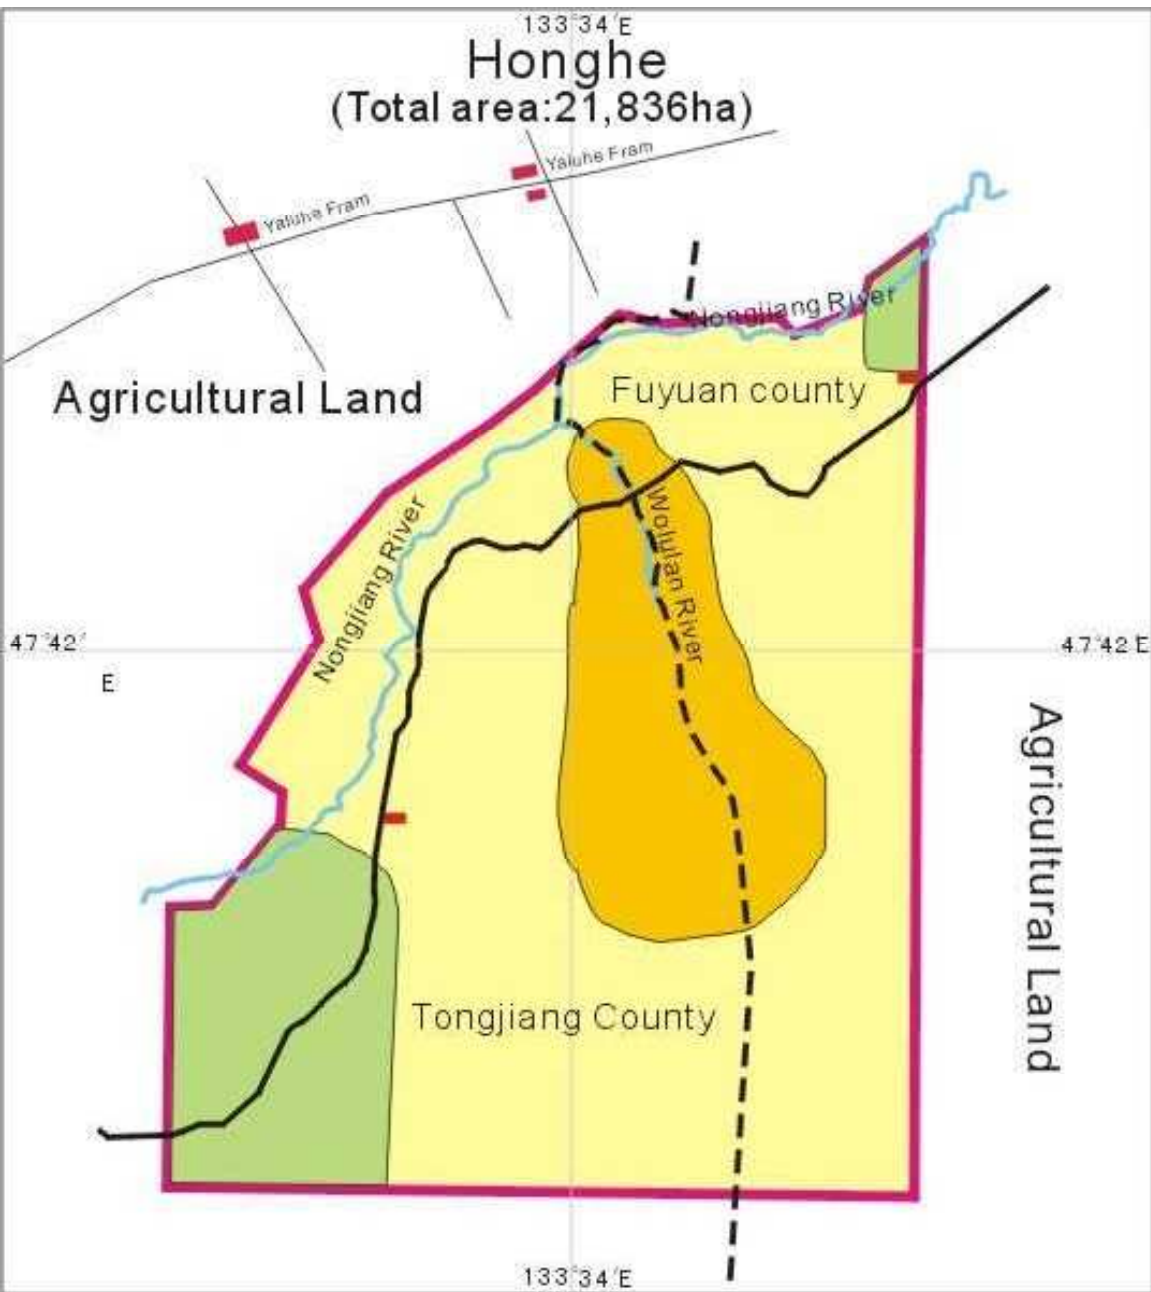 133°34′E
Honghe
(Total area:21,836ha)
Yaluhe Fram
Yaluhe Fram
Nongjiang River
Agricultural Land
Fuyuan county
Nongjiang River
Wolulan River
47°42′
E
47°42 E
Agricultural Land
Tongjiang County
133°34′E